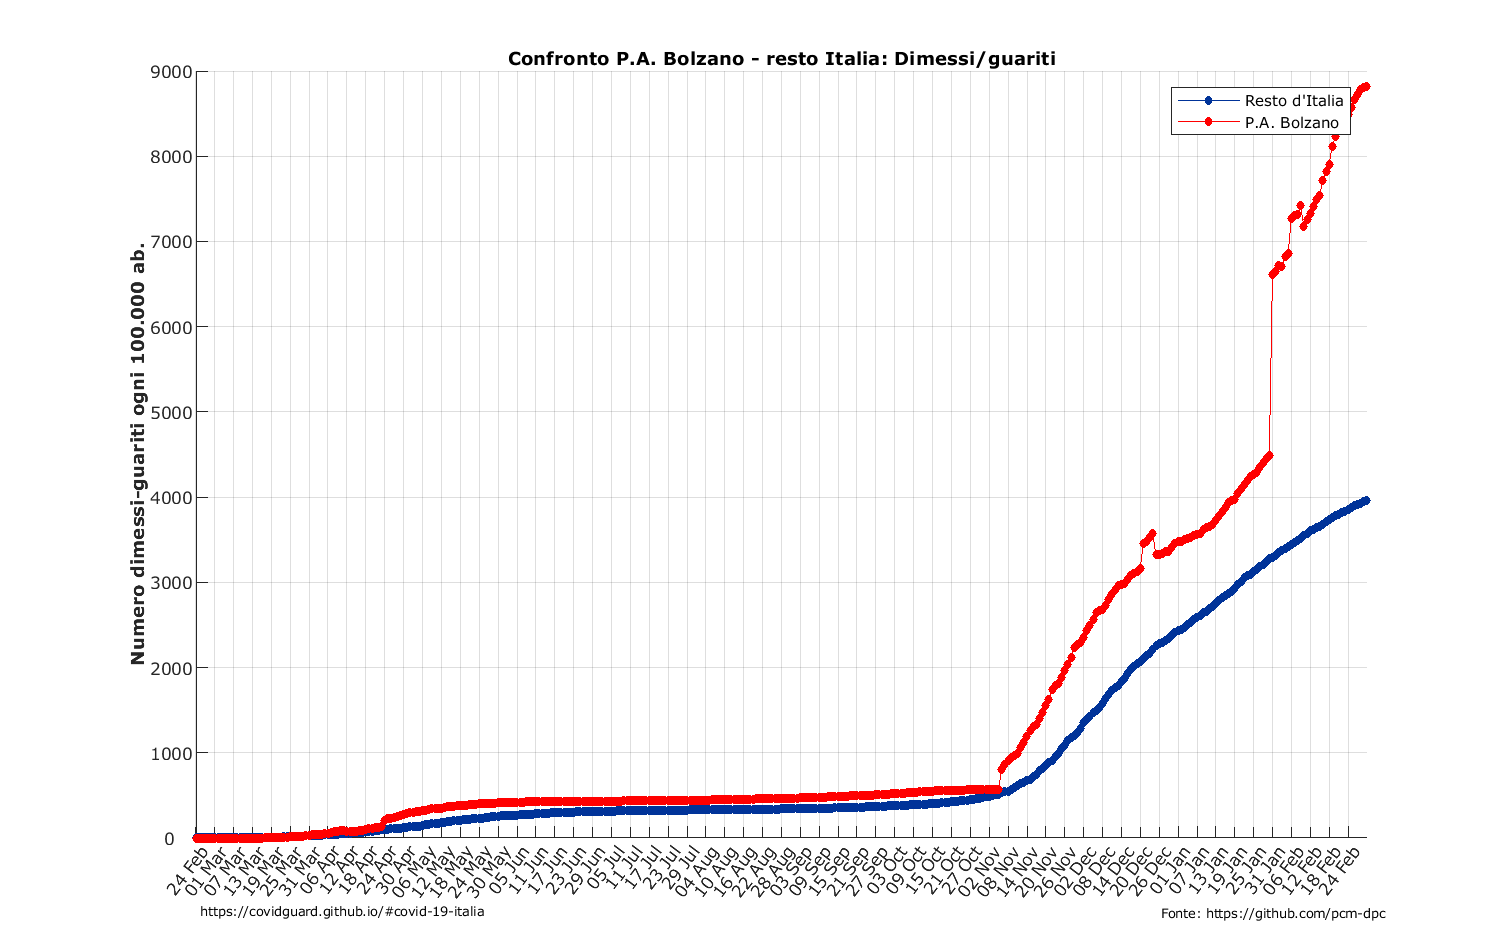 Confronto P.A. Bolzano - resto Italia: Dimessi/guariti
Numero dimessi-guariti ogni 100.000 ab.
9000
8000
7000
6000
5000
4000
3000
2000
1000
0
Resto d'Italia
P.A. Bolzano
24 Feb
01 Mar
07 Mar
13 Mar
19 Mar
25 Mar
31 Mar
06 Apr
12 Apr
18 Apr
24 Apr
30 Apr
06 May
12 May
18 May
24 May
30 May
05 Jun
11 Jun
17 Jun
23 Jun
29 Jun
05 Jul
11 Jul
17 Jul
23 Jul
29 Jul
04 Aug
10 Aug
16 Aug
22 Aug
28 Aug
03 Sep
09 Sep
15 Sep
21 Sep
27 Sep
03 Oct
09 Oct
15 Oct
21 Oct
27 Oct
02 Nov
08 Nov
14 Nov
20 Nov
26 Nov
02 Dec
08 Dec
14 Dec
20 Dec
26 Dec
01 Jan
07 Jan
13 Jan
19 Jan
25 Jan
31 Jan
06 Feb
12 Feb
18 Feb
24 Feb
https://covidguard.github.io/#covid-19-italia
Fonte: https://github.com/pcm-dpc